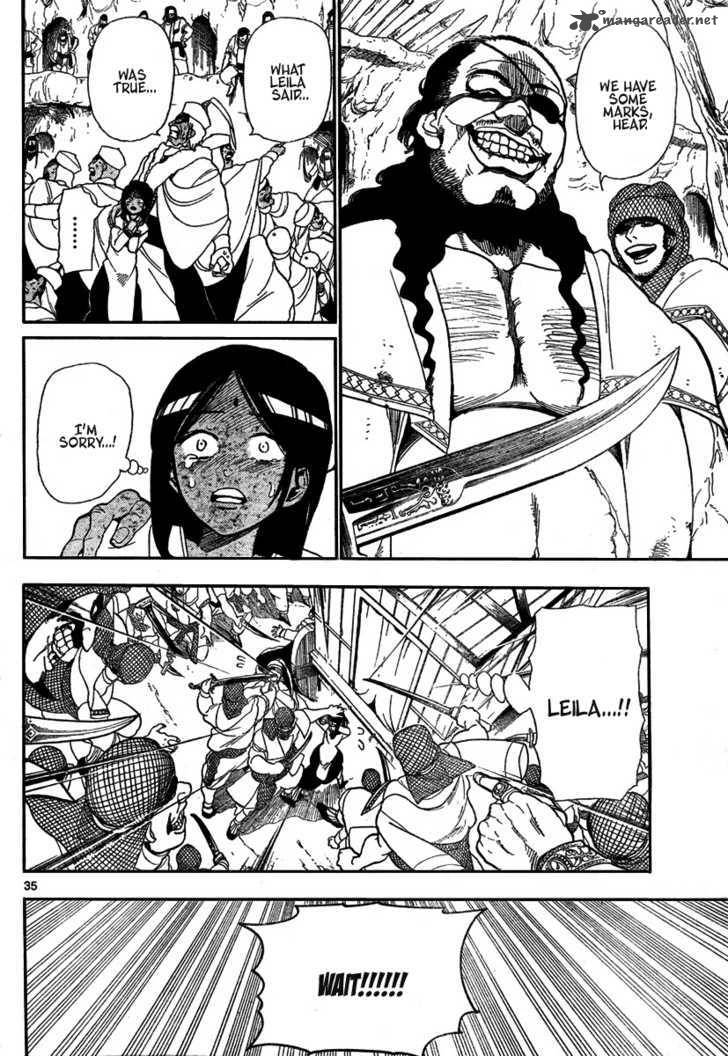 mangareader.net
WE HAVE
SOME
MARKS,
HEAD.
WHAT
LEILA
SAID...
WAS
TRUE...
......
I'M
SORRY...!
LEILA...!!
35
WAIT!!!!!!